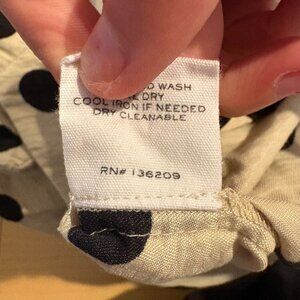 WASH
DRY
COOL IRON IF NEEDED
DRY CLEANABLE
RN# 136209